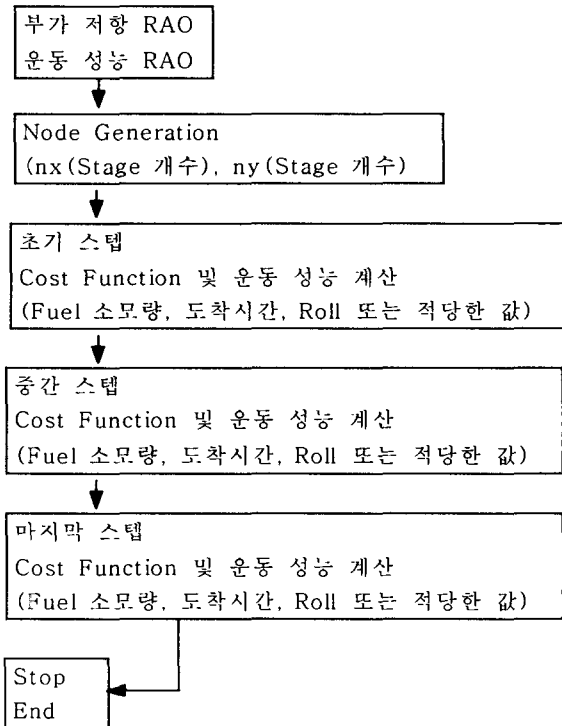 부가 저항 RAO
운동 성능 RAO
Node Generation
(nx(Stage 개수), ny(Stage 개수)
초기 스텝
Cost Function 및 운동 성능 계산
(Fuel 소모량, 도착시간, Roll 또는 적당한 값)
중간 스텝
Cost Function 및 운동 성능 계산
(Fuel 소모량, 도착시간, Roll 또는 적당한 값)
마지막 스텝
Cost Function 및 운동 성능 계산
(Fuel 소모량, 도착시간, Roll 또는 적당한 값)
Stop
End